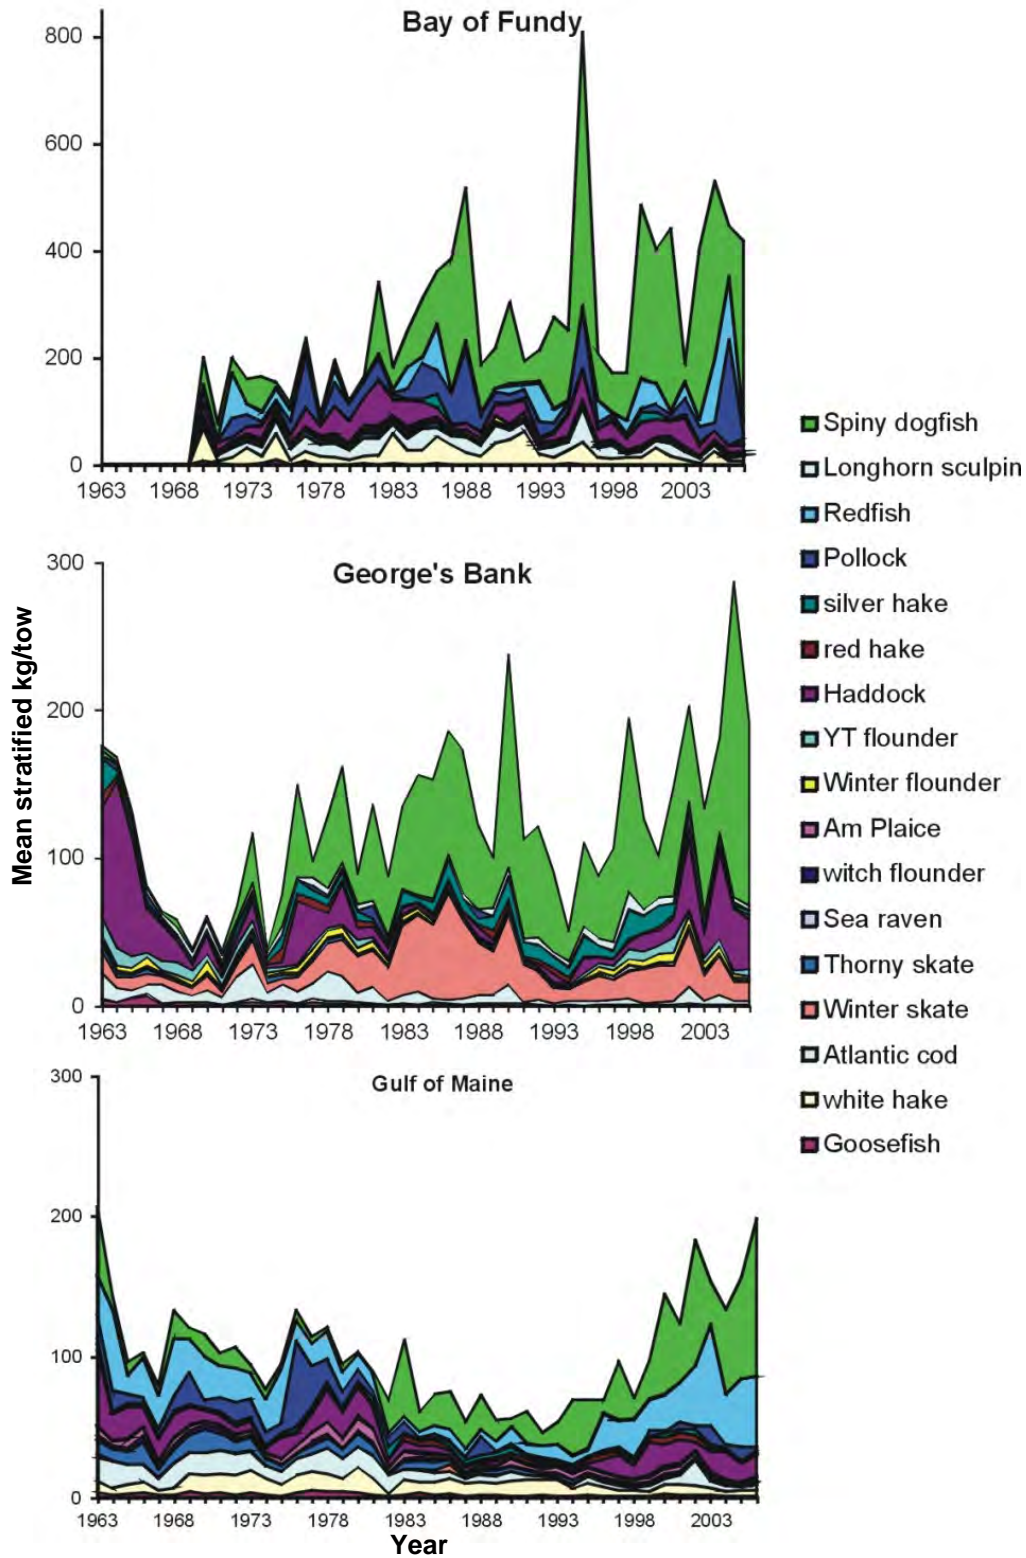 Bay of Fundy
800
600
400
200
0
1963 1968 1973 1978 1983 1988 1993 1998 2003
George's Bank
300
200
100
0
1963 1968 1973 1978 1983 1988 1993 1998 2003
Mean stratified kg/tow
Gulf of Maine
300
200
100
0
1963 1968 1973 1978 1983 1988 1993 1998 2003
Year
Spiny dogfish
Longhorn sculpin
Redfish
Pollock
silver hake
red hake
Haddock
YT flounder
Winter flounder
Am Plaice
witch flounder
Sea raven
Thorny skate
Winter skate
Atlantic cod
white hake
Goosefish